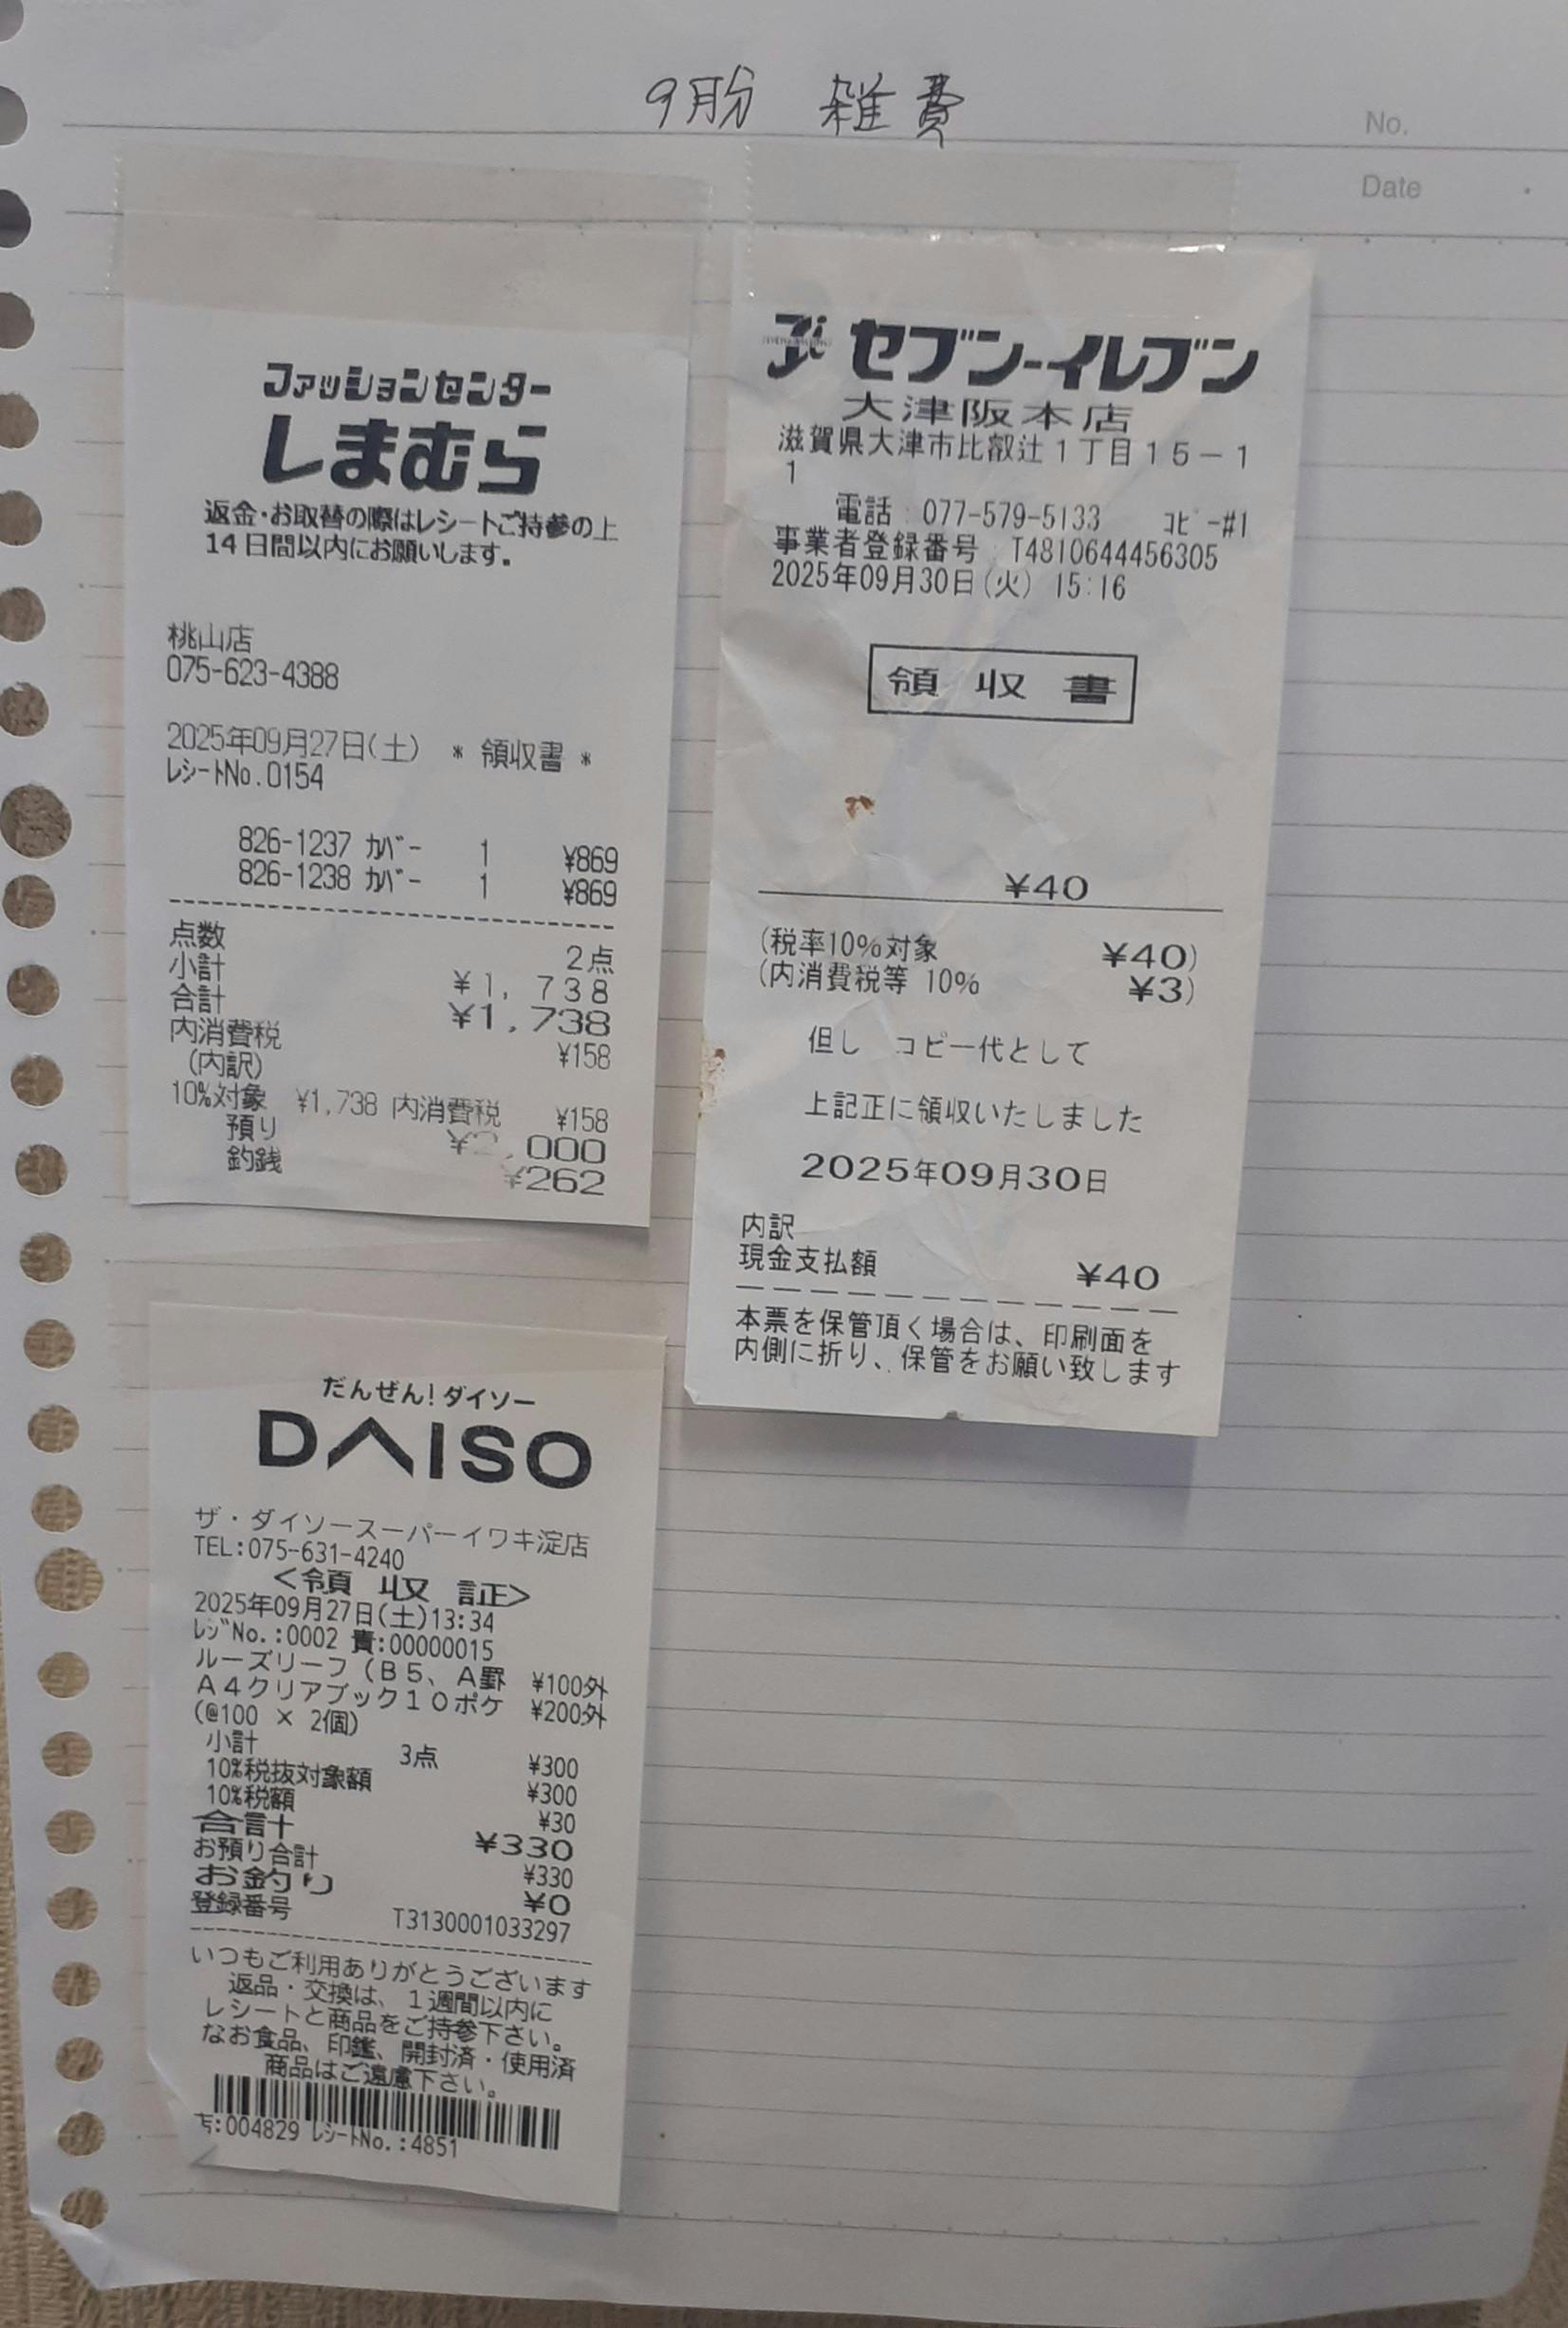 9月分 雑費
No.
Date
ファッションセンター
しまむら
返金・お取替の際はレシートご持参の上
14日間以内にお願いします。
桃山店
075-623-4388
2025年09月27日(土) * 領収書 *
ﾚｼｰﾄNo.0154
826-1237 ｶﾊﾞｰ 1 ¥869
826-1238 ｶﾊﾞｰ 1 ¥869
点数 2点
小計 ¥1,738
合計 ¥1,738
内消費税 ¥158
(内訳)
10%対象 ¥1,738 内消費税 ¥158
預り ¥2,000
釣銭 ¥262
セブン-イレブン
大津阪本店
滋賀県大津市比叡辻1丁目15-1
1
電話:077-579-5133 ｺﾋﾟｰ#1
事業者登録番号:T4810644456305
2025年09月30日(火) 15:16
領収書
¥40
(税率10%対象 ¥40)
(内消費税等 10% ¥3)
但し コピー代として
上記正に領収いたしました
2025年09月30日
内訳
現金支払額 ¥40
本票を保管頂く場合は、印刷面を
内側に折り、保管をお願い致します
だんぜん!ダイソー
DAISO
ザ・ダイソースーパーイワキ淀店
TEL:075-631-4240
<領 収 証>
2025年09月27日(土)13:34
ﾚｼﾞNo.:0002 責:00000015
ルーズリーフ(B5、A罫 ¥100外
A4クリアブック10ポケ ¥200外
(@100 × 2個)
小計 3点 ¥300
10%税抜対象額 ¥300
10%税額 ¥30
合計 ¥330
お預り合計 ¥330
お釣り ¥0
登録番号 T3130001033297
いつもご利用ありがとうございます
返品・交換は、1週間以内に
レシートと商品をご持参下さい。
なお食品、印鑑、開封済・使用済
商品はご遠慮下さい。
:004829 ﾚｼｰﾄNo.:4851